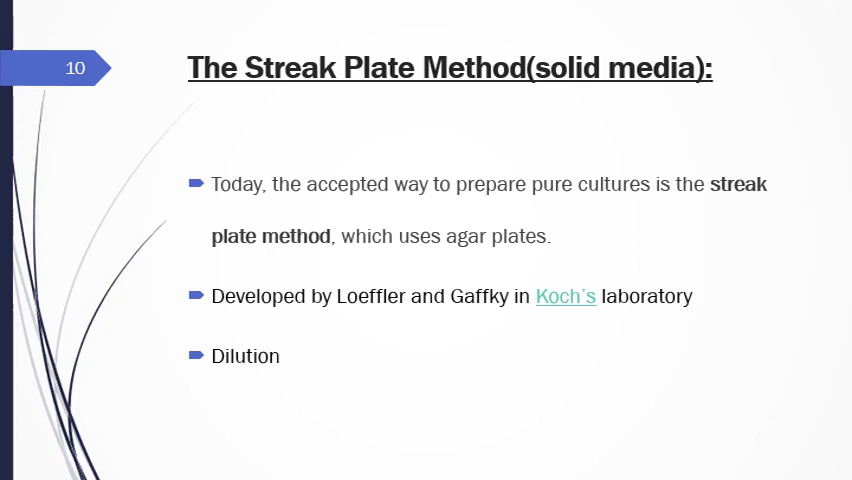 10
The Streak Plate Method(solid media):
Today, the accepted way to prepare pure cultures is the streak
plate method, which uses agar plates.
Developed by Loeffler and Gaffky in Koch's laboratory
Dilution